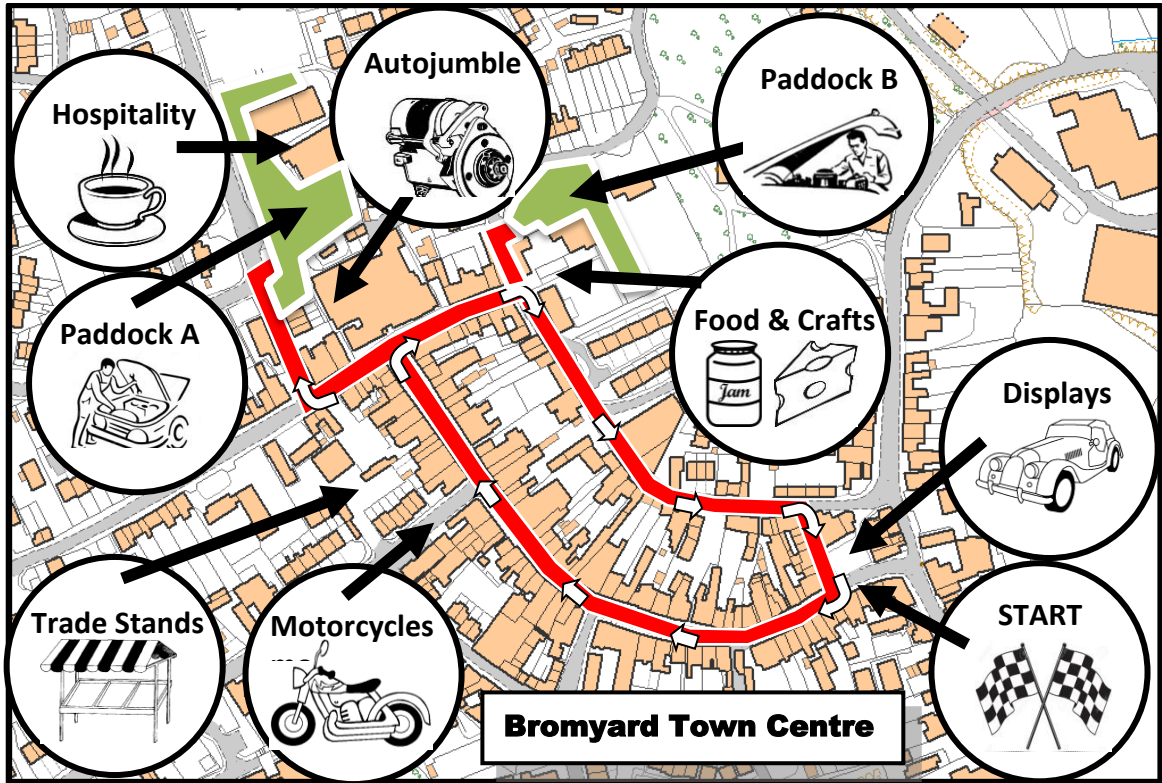 Autojumble
Paddock B
Hospitality
Paddock A
Food & Crafts
Jam
Displays
Trade Stands
Motorcycles
START
Bromyard Town Centre